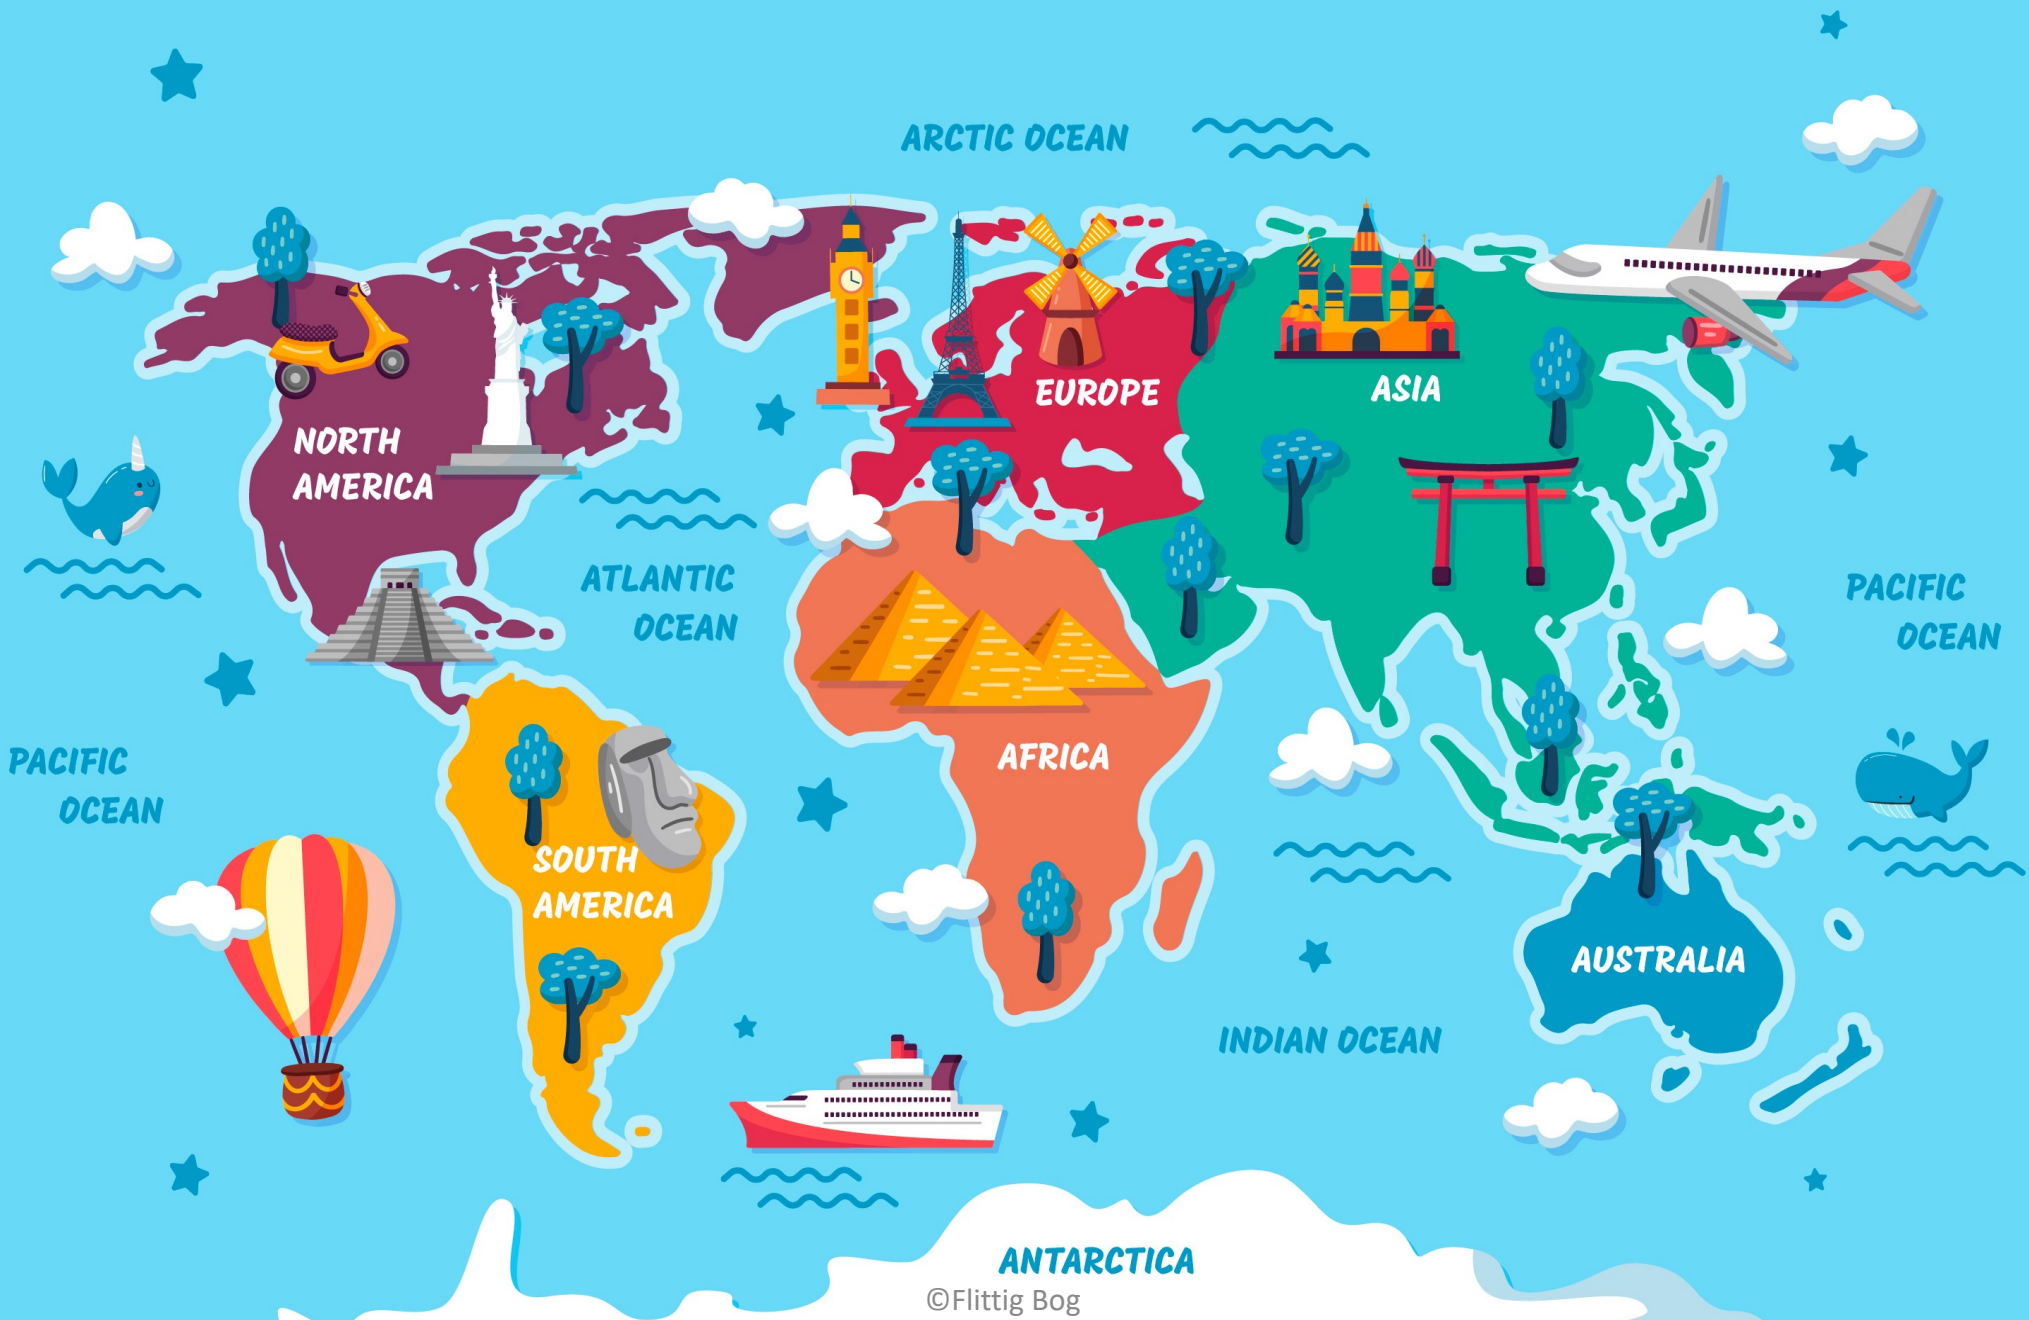 ARCTIC OCEAN
EUROPE
ASIA
NORTH
AMERICA
ATLANTIC
OCEAN
PACIFIC
OCEAN
PACIFIC
OCEAN
AFRICA
SOUTH
AMERICA
AUSTRALIA
INDIAN OCEAN
ANTARCTICA
©Flittig Bog